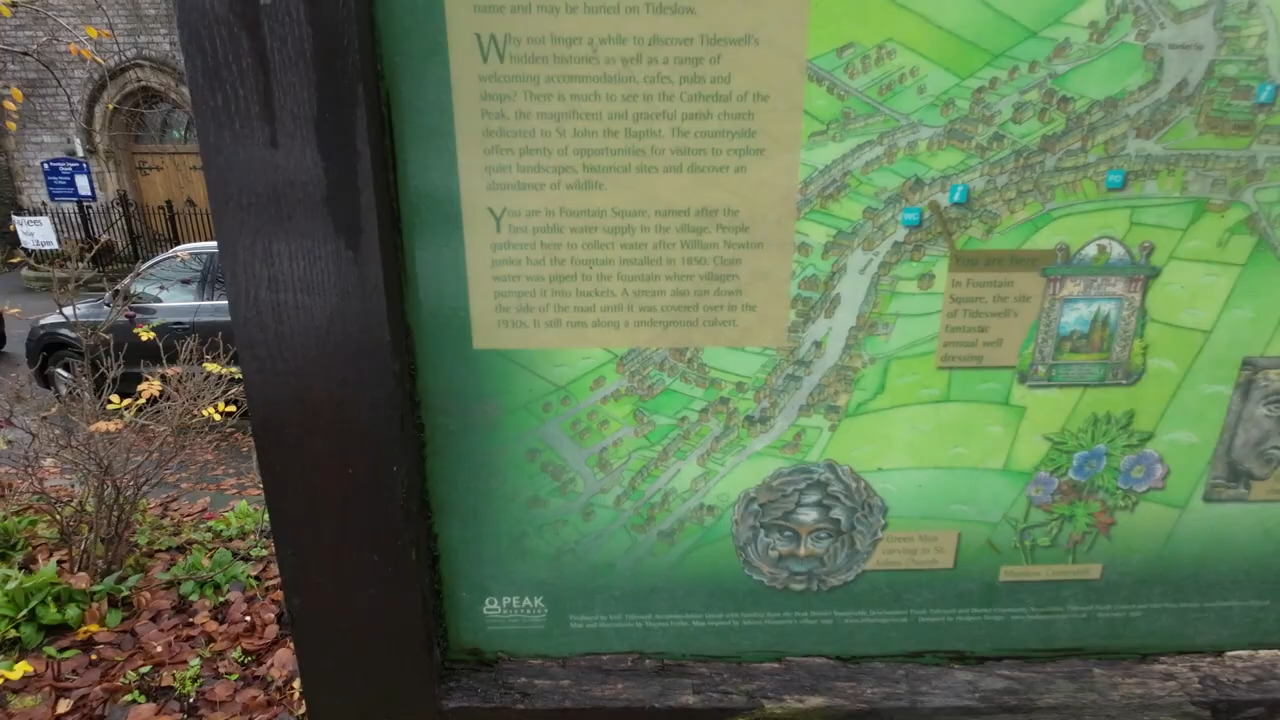 name and may be buried on Tideslow.
Why not linger a while to discover Tideswell's
hidden histories as well as a range of
welcoming accommodation, cafes, pubs and
shops? There is much to see in the Cathedral of the
Peak, the magnificent and graceful parish church
dedicated to St John the Baptist. The countryside
offers plenty of opportunities for visitors to explore
quiet landscapes, historical sites and discover an
abundance of wildlife.
You are in Fountain Square, named after the
first public water supply in the village. People
gathered here to collect water after William Newton
junior had the fountain installed in 1850. Clean
water was piped to the fountain where villagers
pumped it into buckets. A stream also ran down
the side of the road until it was covered over in the
1930s. It still runs along a underground culvert.
i
PO
i
WC
You are here
In Fountain
Square, the site
of Tideswell's
fantastic
annual well
dressing
Green Man
carving in St.
Church
PEAK
DISTRICT
Fountain Square
Church